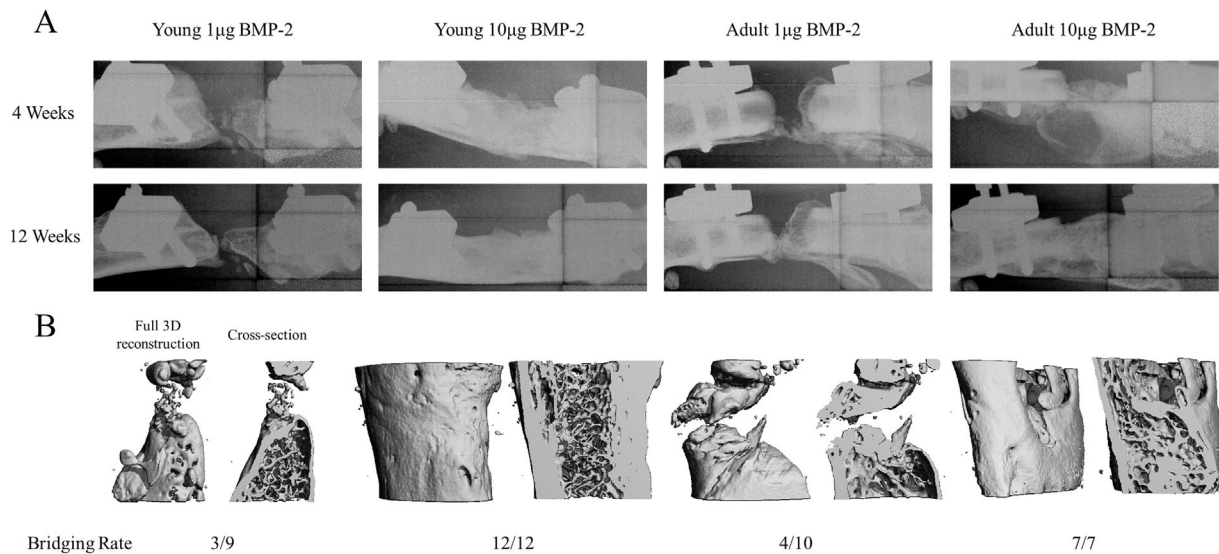 A
Young 1μg BMP-2
Young 10μg BMP-2
Adult 1μg BMP-2
Adult 10μg BMP-2
4 Weeks
12 Weeks
B
Full 3D
reconstruction
Cross-section
Bridging Rate
3/9
12/12
4/10
7/7